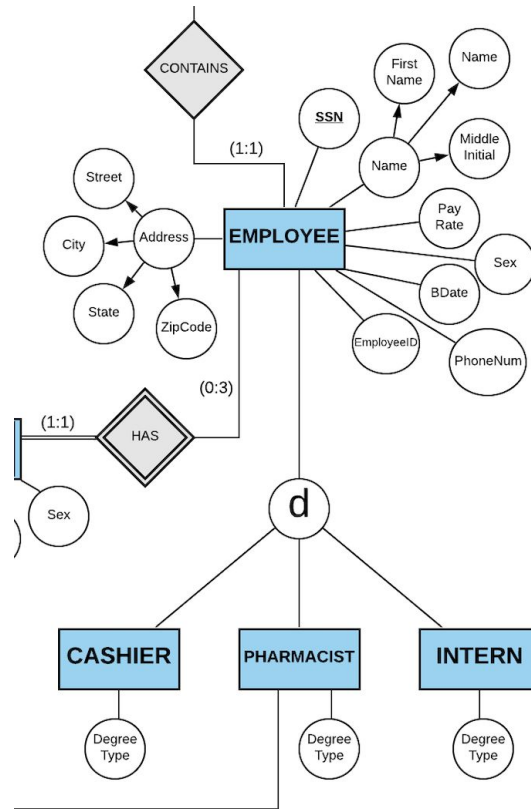 CONTAINS
First
Name
Name
SSN
(1:1)
Middle
Initial
Name
Street
Pay
Rate
Address
EMPLOYEE
City
Sex
BDate
State
ZipCode
EmployeeID
PhoneNum
(0:3)
(1:1)
HAS
Sex
d
CASHIER
PHARMACIST
INTERN
Degree
Type
Degree
Type
Degree
Type